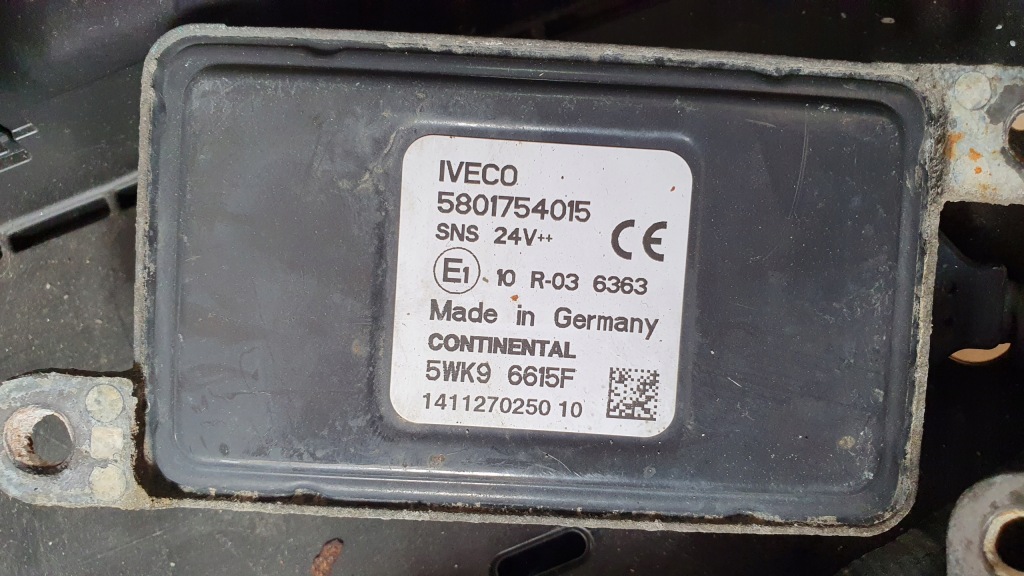 IVECO
5801754015
SNS 24V++
CE
E1 10 R-03 6363
Made in Germany
CONTINENTAL
5WK9 6615F
1411270250 10